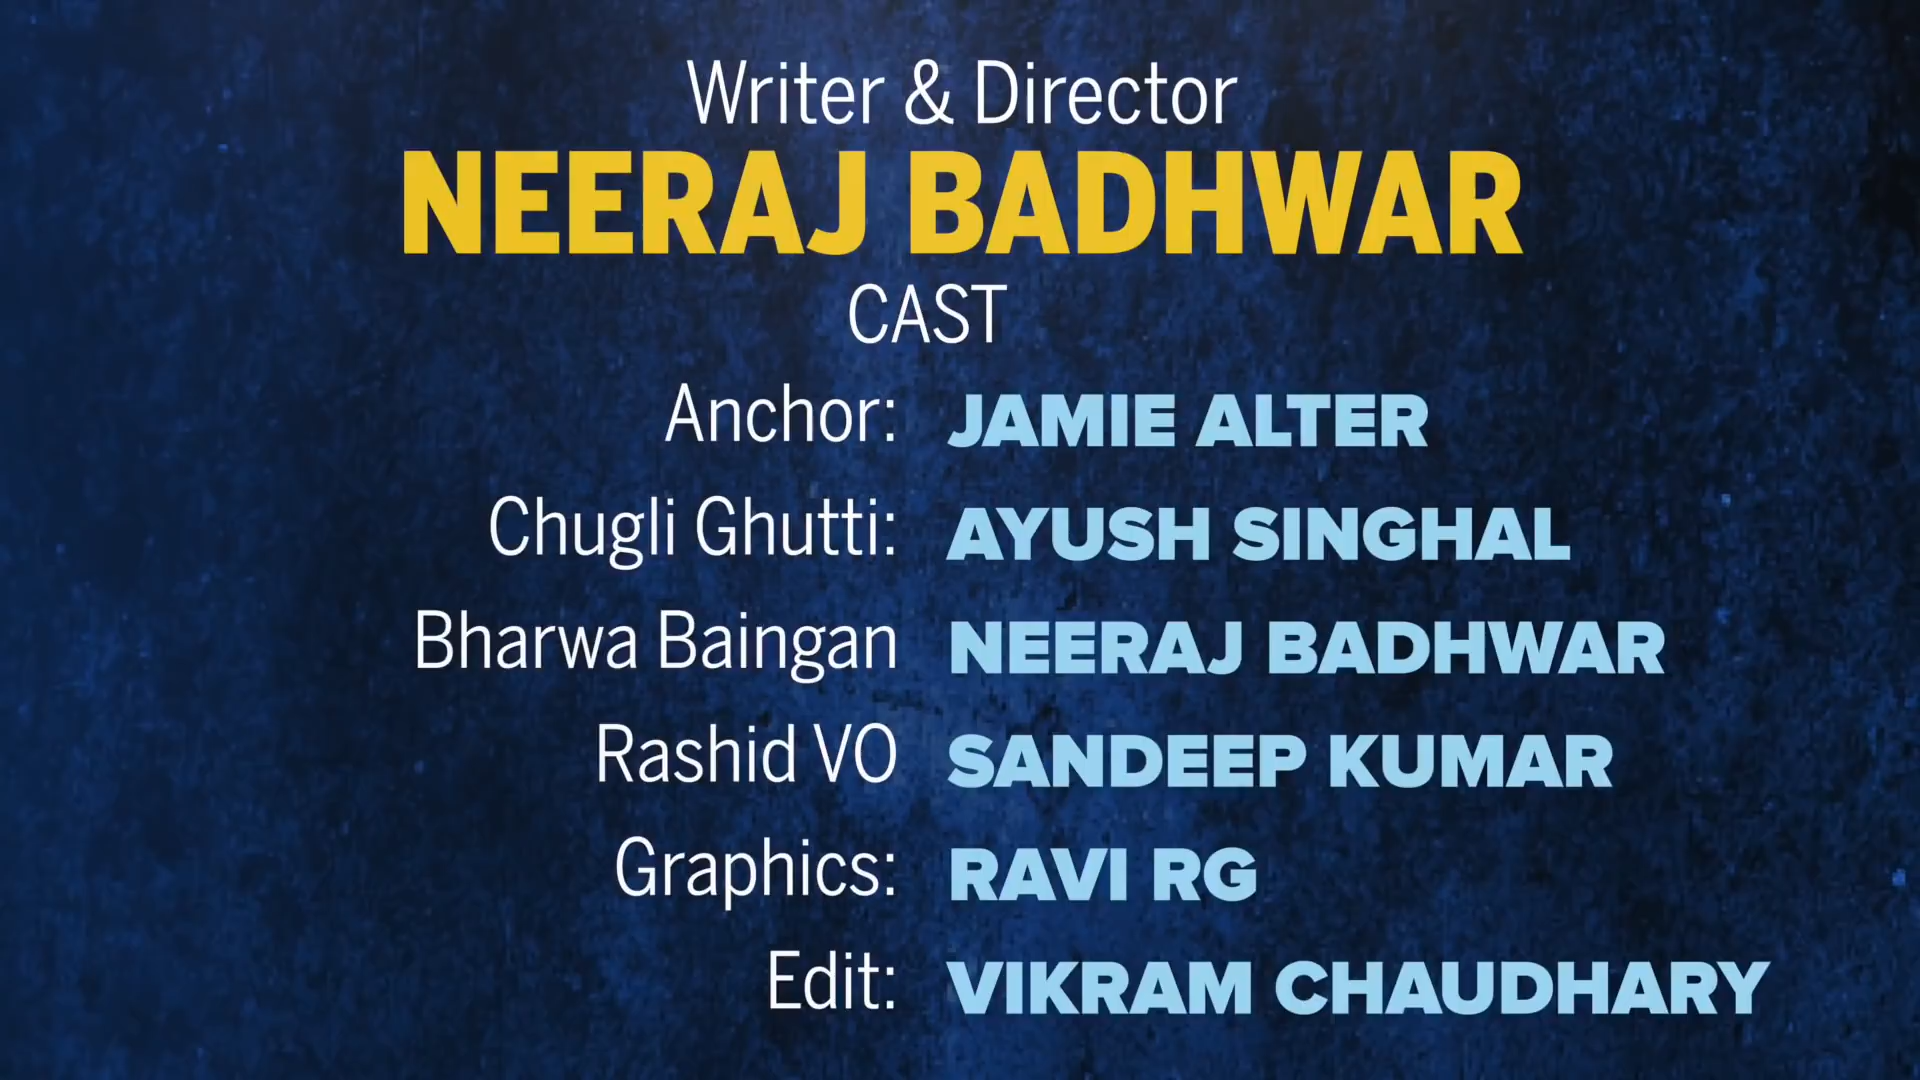 Writer & Director
NEERAJ BADHWAR
CAST
Anchor: JAMIE ALTER
Chugli Ghutti: AYUSH SINGHAL
Bharwa Baingan NEERAJ BADHWAR
Rashid VO SANDEEP KUMAR
Graphics: RAVI RG
Edit: VIKRAM CHAUDHARY